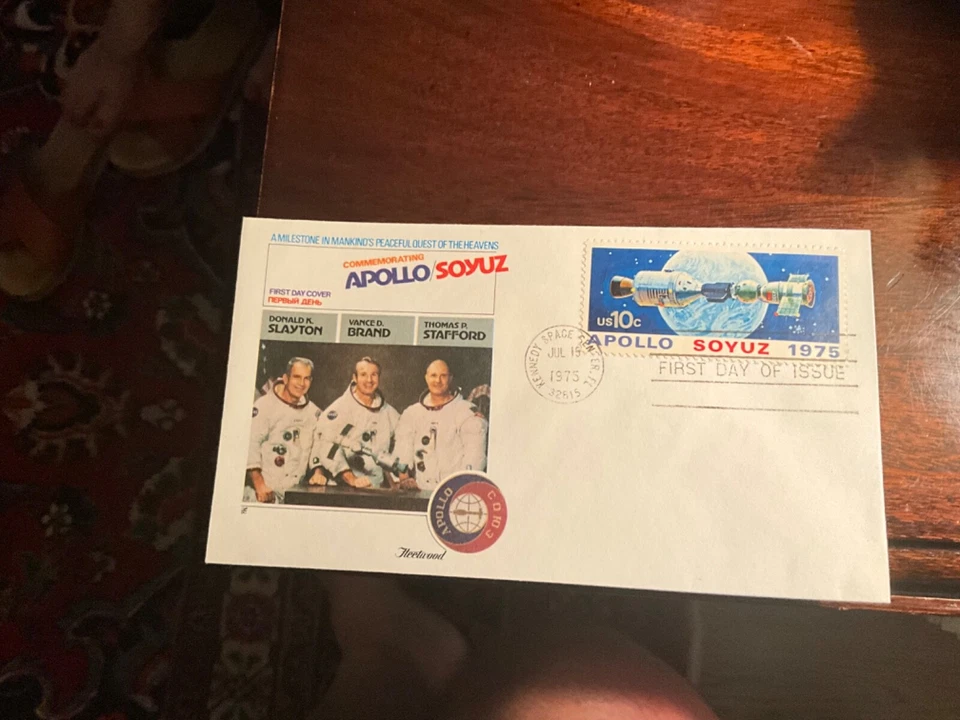 A MILESTONE IN MANKIND'S PEACEFUL QUEST OF THE HEAVENS
COMMEMORATING
APOLLO/SOYUZ
FIRST DAY COVER
ПЕРВЫЙ ДЕНЬ
DONALD K.
SLAYTON
VANCE D.
BRAND
THOMAS P.
STAFFORD
APOLLO
СОЮЗ
Fleetwood
US10c
APOLLO SOYUZ 1975
KENNEDY SPACE CENTER, FL
JUL 15
1975
32815
FIRST DAY OF ISSUE